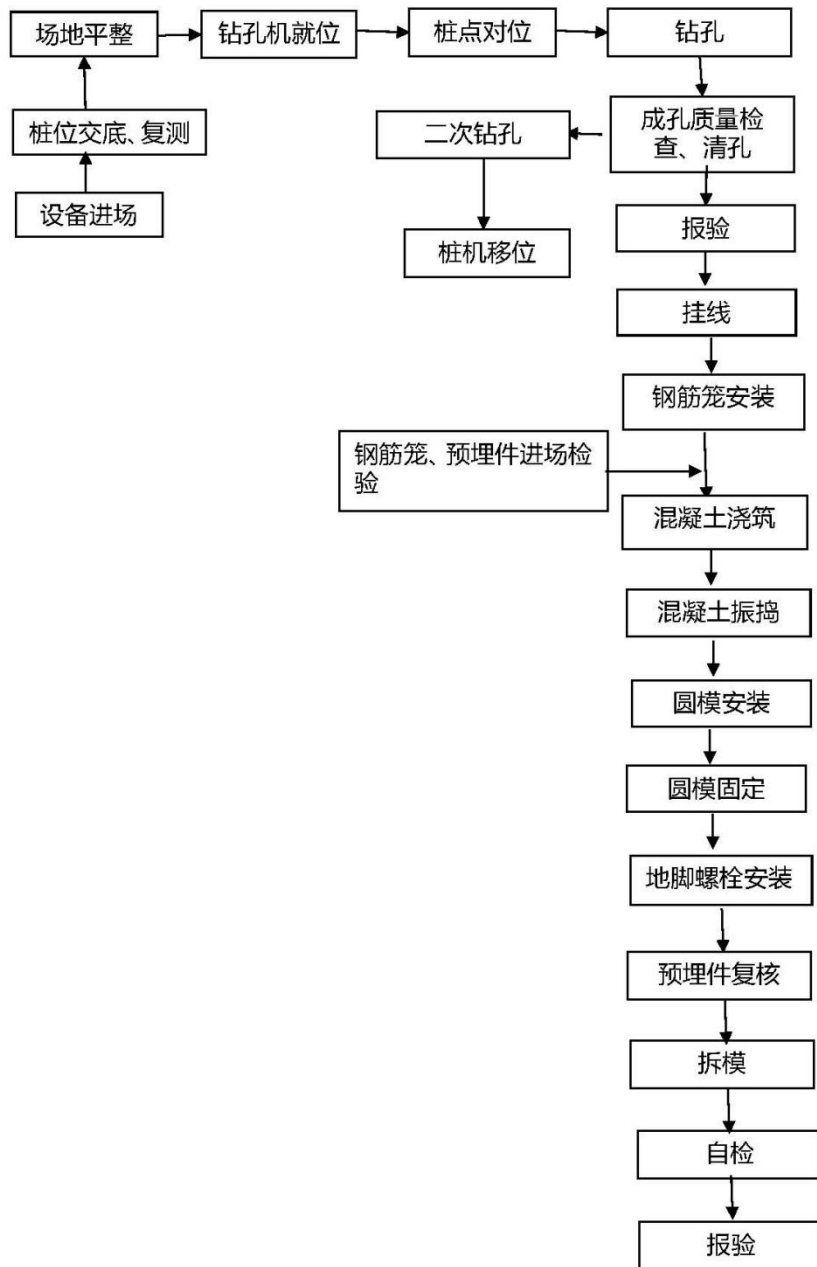 场地平整
钻孔机就位
桩点对位
钻孔
桩位交底、复测
二次钻孔
成孔质量检
查、清孔
设备进场
桩机移位
报验
挂线
钢筋笼安装
钢筋笼、预埋件进场检
验
混凝土浇筑
混凝土振捣
圆模安装
圆模固定
地脚螺栓安装
预埋件复核
拆模
自检
报验